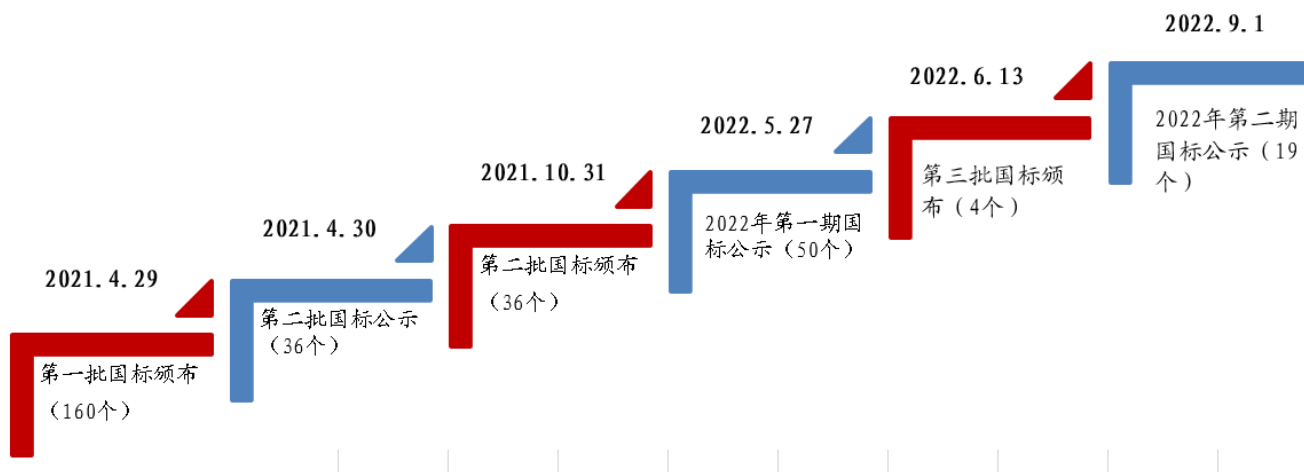 2021.4.29
第一批国标颁布
（160个）
2021.4.30
第二批国标公示
（36个）
2021.10.31
第二批国标颁布
（36个）
2022.5.27
2022年第一期国
标公示（50个）
2022.6.13
第三批国标颁
布（4个）
2022.9.1
2022年第二期
国标公示（19
个）